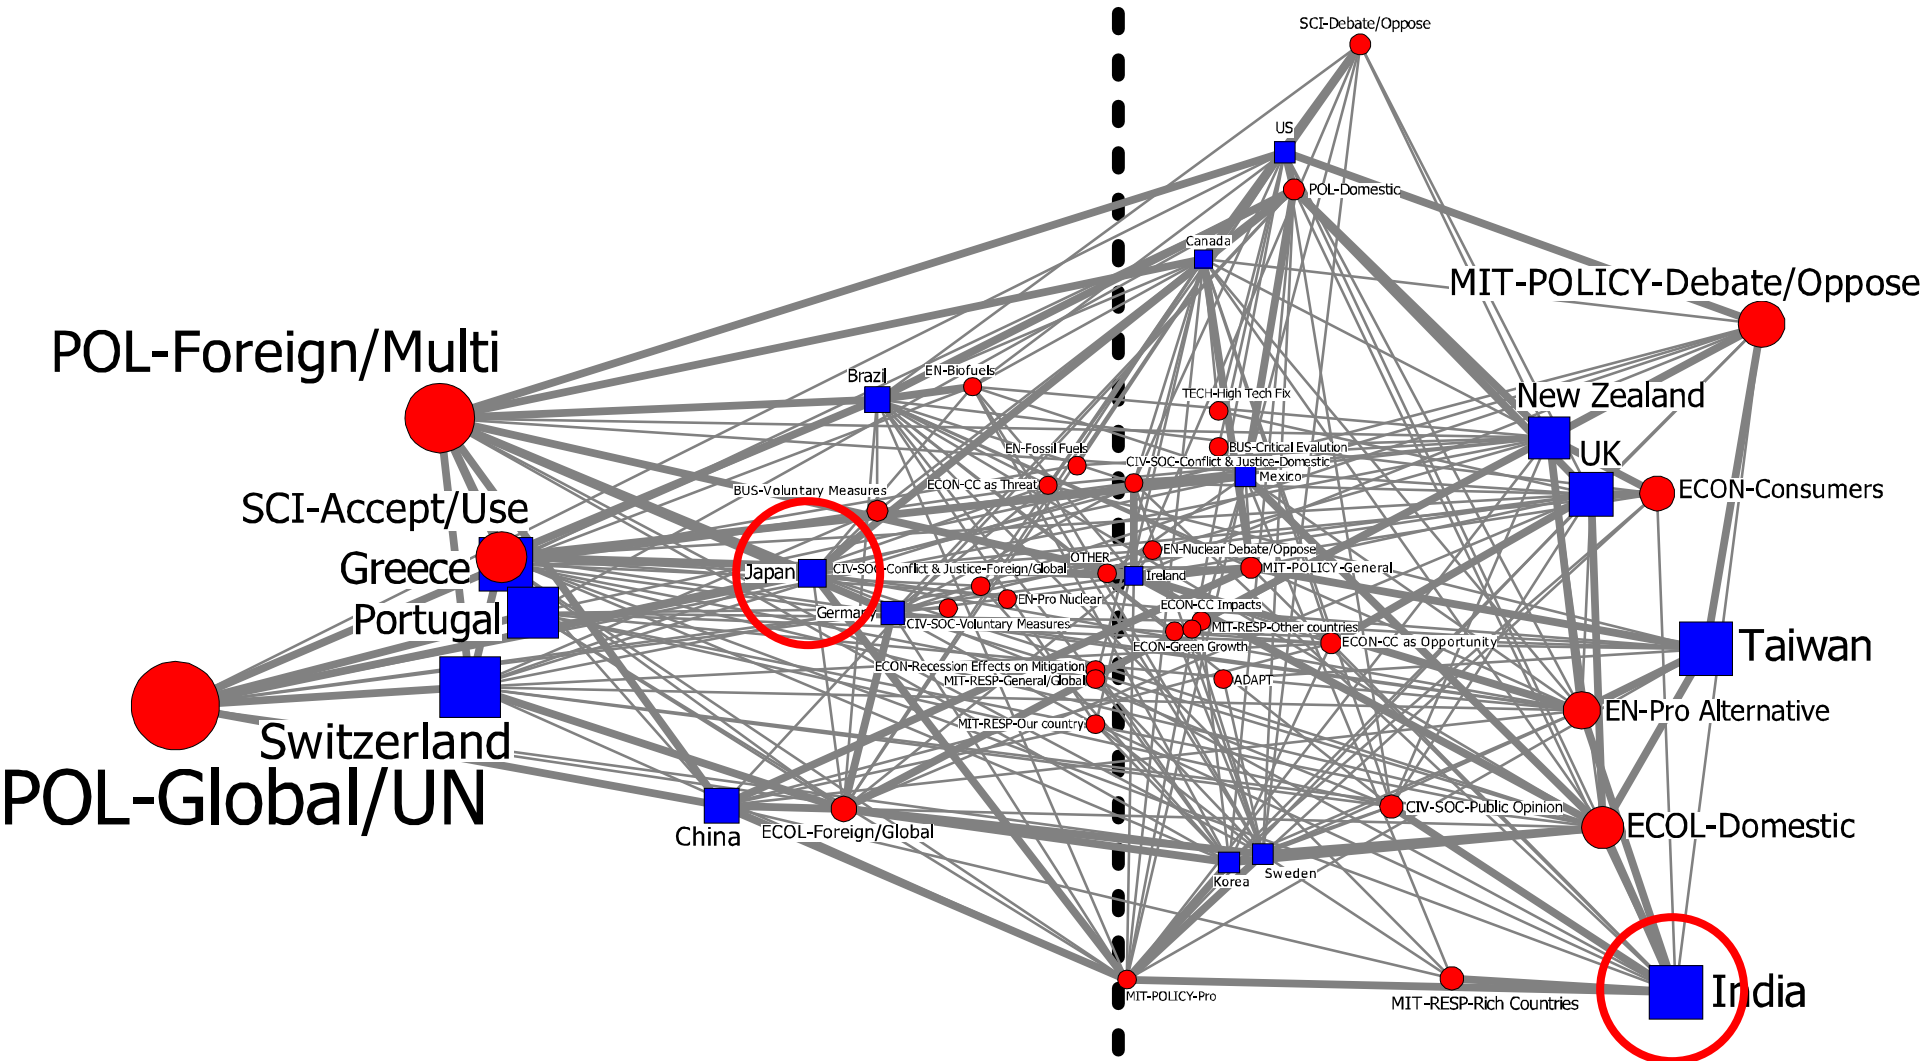 SCI-Debate/Oppose
US
POL-Domestic
Canada
MIT-POLICY-Debate/Oppose
POL-Foreign/Multi
Brazil
EN-Biofuels
TECH-High Tech Fix
New Zealand
BUS-Critical Evalution
EN-Fossil Fuels
UK
CIV-SOC-Conflict & Justice-Domestic
Mexico
ECON-CC as Threat
BUS-Voluntary Measures
ECON-Consumers
SCI-Accept/Use
EN-Nuclear Debate/Oppose
OTHER
Greece
Japan
CIV-SOC-Conflict & Justice-Foreign/Global
Ireland
MIT-POLICY-General
EN-Pro Nuclear
ECON-CC Impacts
Portugal
Germany
CIV-SOC-Voluntary Measures
MIT-RESP-Other countries
ECON-Green Growth
ECON-CC as Opportunity
Taiwan
ECON-Recession Effects on Mitigation
MIT-RESP-General/Global
ADAPT
EN-Pro Alternative
MIT-RESP-Our country
Switzerland
POL-Global/UN
CIV-SOC-Public Opinion
ECOL-Domestic
China
ECOL-Foreign/Global
Korea
Sweden
MIT-POLICY-Pro
MIT-RESP-Rich Countries
India